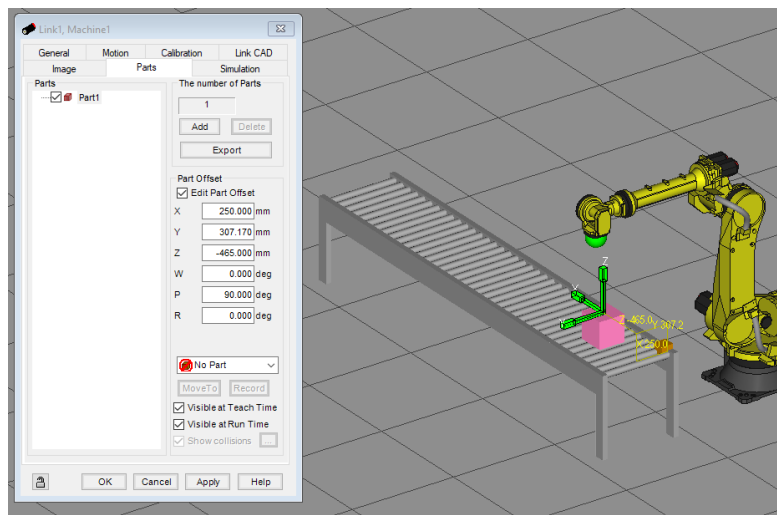 Link1, Machine1
General Motion Calibration Link CAD
Image Parts Simulation
Parts
Part1
The number of Parts
1
Add Delete
Export
Part Offset
Edit Part Offset
X 250.000 mm
Y 307.170 mm
Z -465.000 mm
W 0.000 deg
P 90.000 deg
R 0.000 deg
No Part
MoveTo Record
Visible at Teach Time
Visible at Run Time
Show collisions ...
OK Cancel Apply Help
Z
Z -465.0 Y 307.2
X 250.0